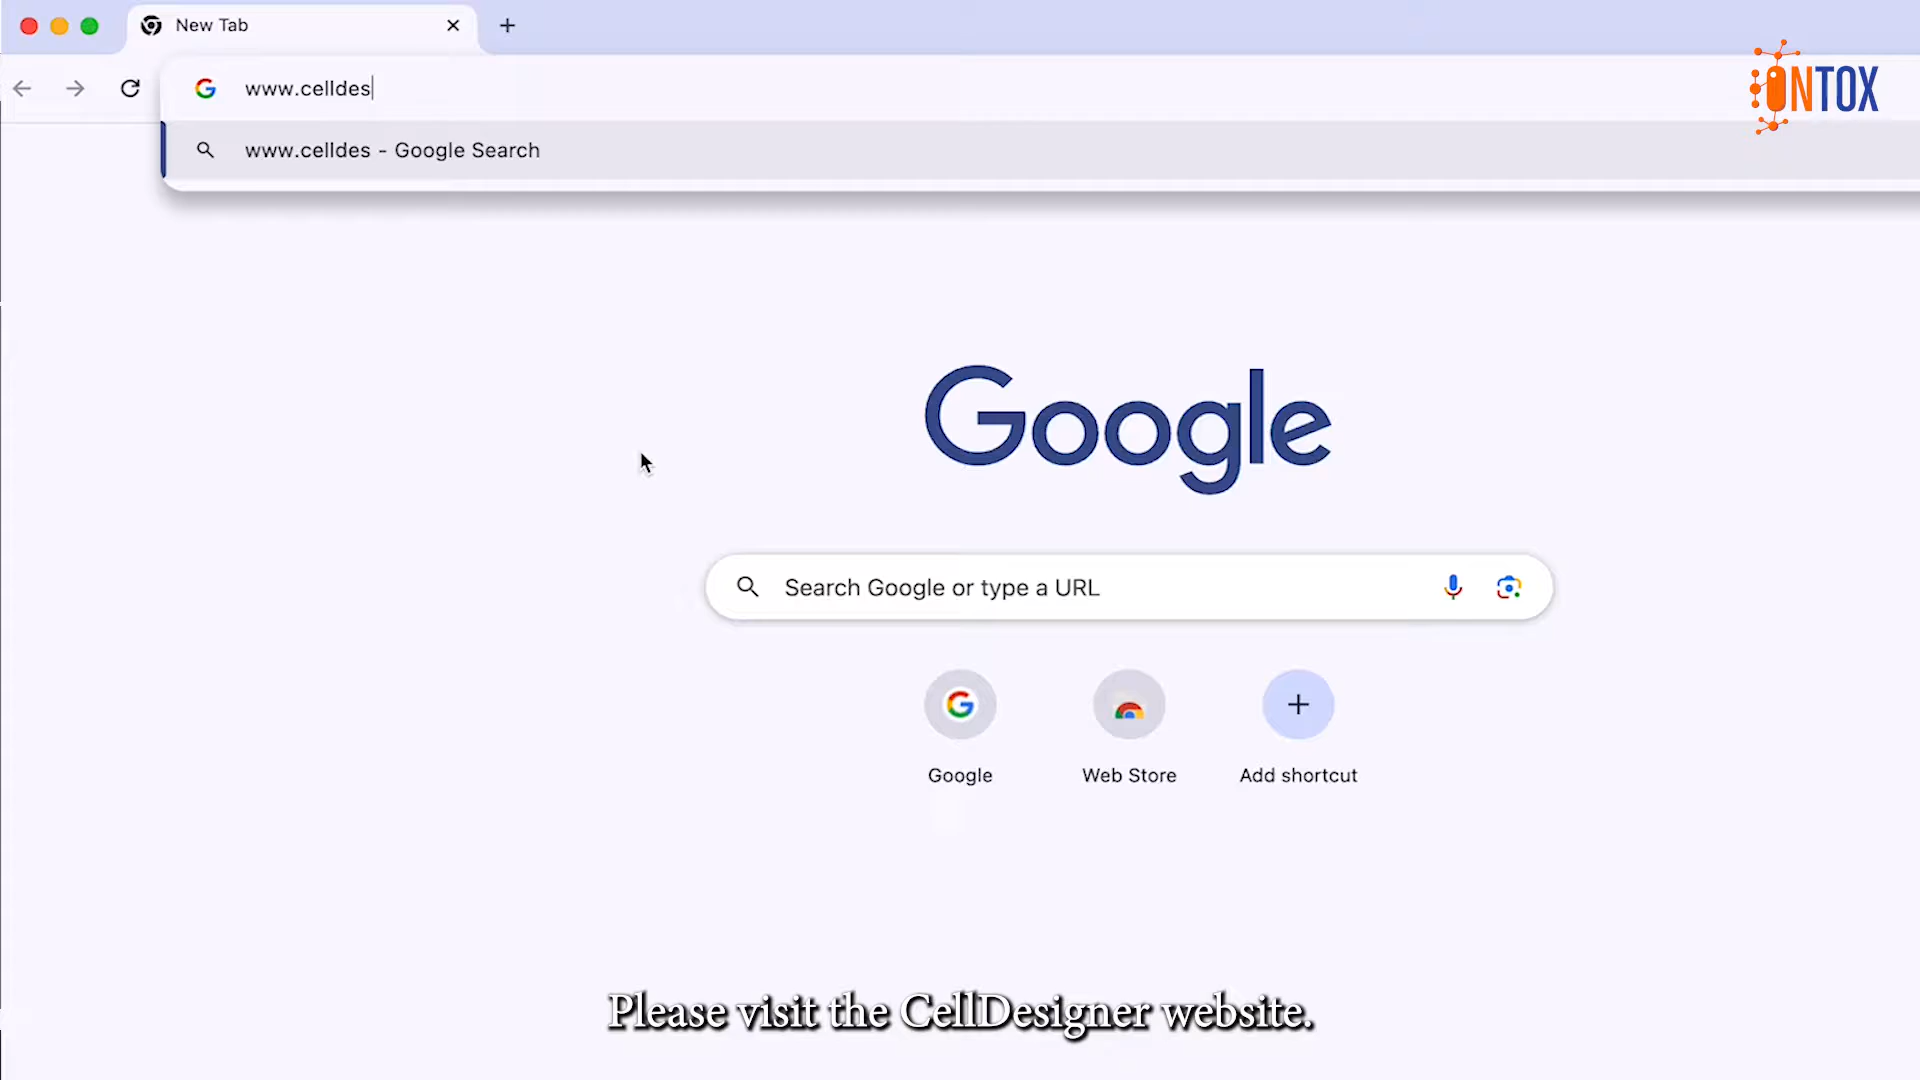 New Tab
www.celldes
www.celldes - Google Search
ONTOX
Google
Search Google or type a URL
Google
Web Store
Add shortcut
Please visit the CellDesigner website.